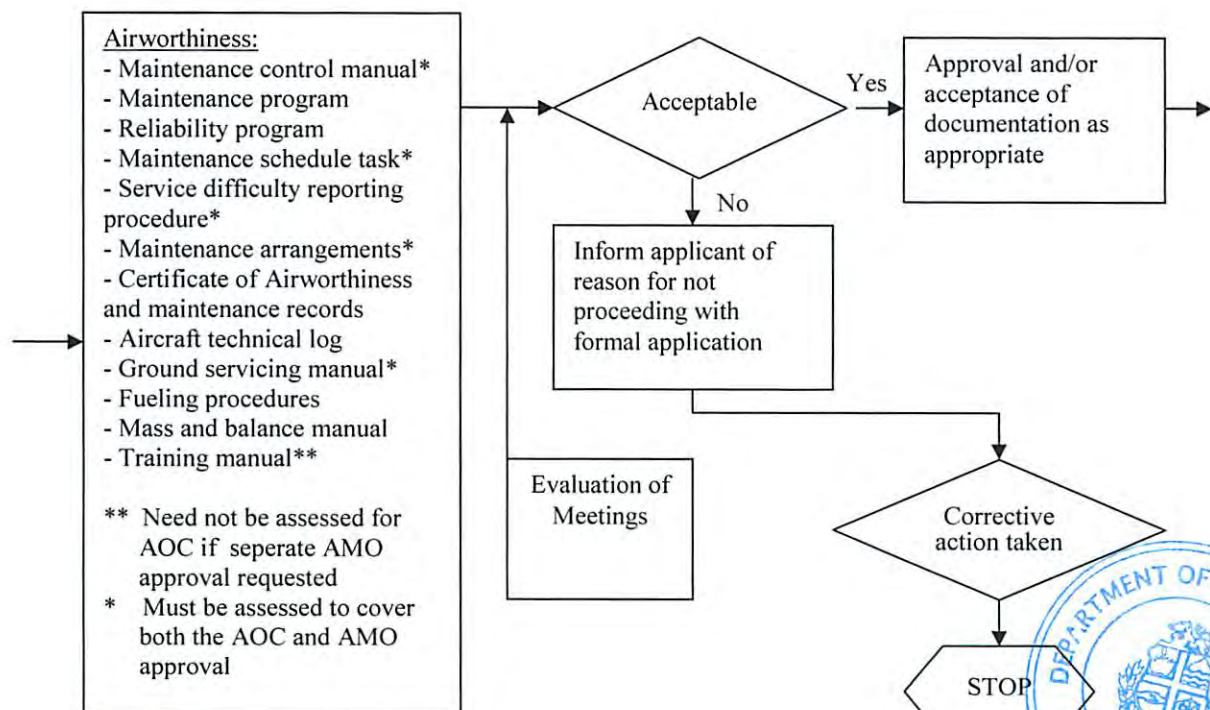 Airworthiness:
- Maintenance control manual*
- Maintenance program
- Reliability program
- Maintenance schedule task*
- Service difficulty reporting
procedure*
- Maintenance arrangements*
- Certificate of Airworthiness
and maintenance records
- Aircraft technical log
- Ground servicing manual*
- Fueling procedures
- Mass and balance manual
- Training manual**
** Need not be assessed for
AOC if seperate AMO
approval requested
* Must be assessed to cover
both the AOC and AMO
approval
Acceptable
Yes
Approval and/or
acceptance of
documentation as
appropriate
No
Inform applicant of
reason for not
proceeding with
formal application
Evaluation of
Meetings
Corrective
action taken
STOP
DEPARTMENT OF